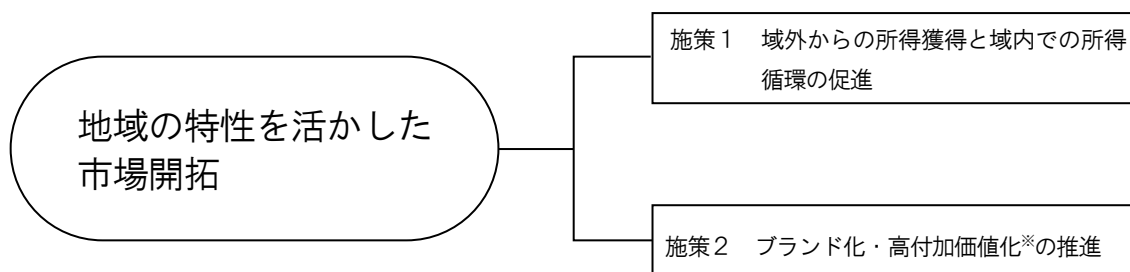 地域の特性を活かした
市場開拓
施策１　域外からの所得獲得と域内での所得
循環の促進
施策２　ブランド化・高付加価値化※の推進